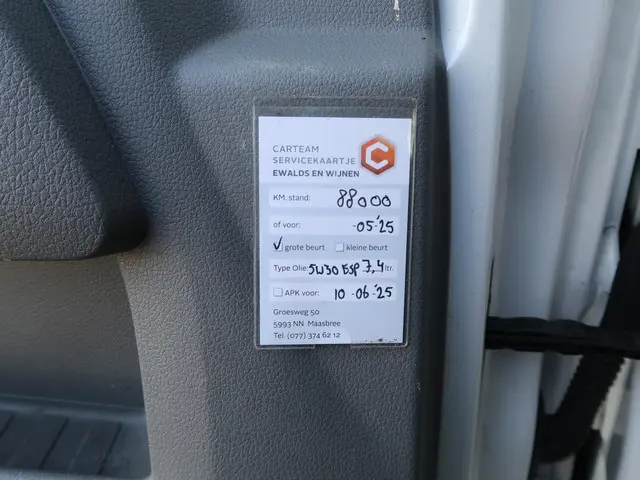 CARTEAM
SERVICEKAARTJE
EWALDS EN WIJNEN
C
KM. stand: 88000
of voor: -05-'25
✓ grote beurt kleine beurt
Type Olie: 5W30 ESP 7,4 ltr.
APK voor: 10-06-'25
Groesweg 50
5993 NN Maasbree
Tel. (077) 374 62 12